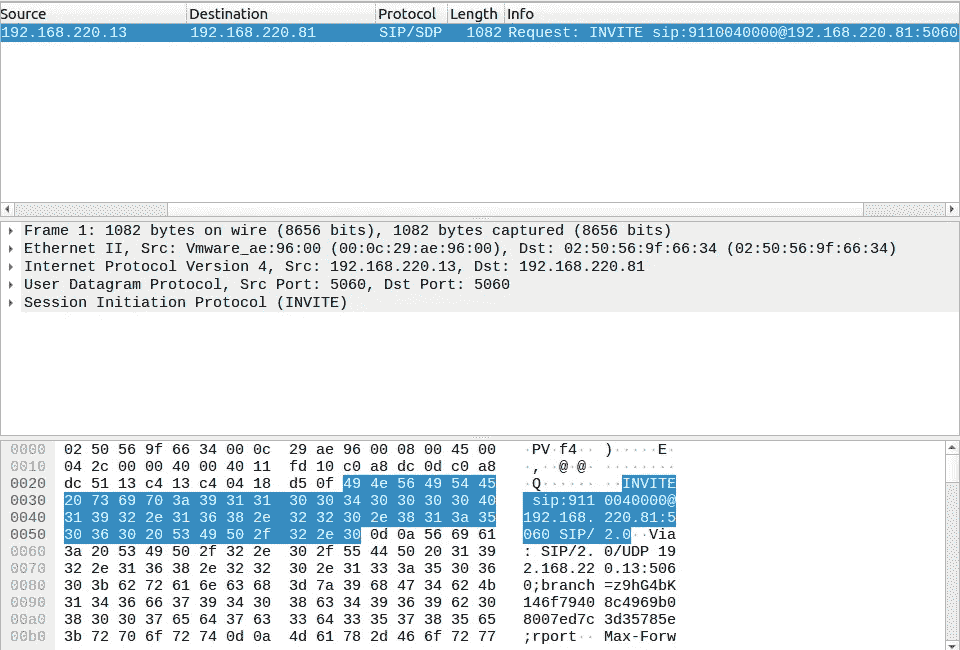 Source Destination Protocol Length Info
192.168.220.13 192.168.220.81 SIP/SDP 1082 Request: INVITE sip:9110040000@192.168.220.81:5060
Frame 1: 1082 bytes on wire (8656 bits), 1082 bytes captured (8656 bits)
Ethernet II, Src: Vmware_ae:96:00 (00:0c:29:ae:96:00), Dst: 02:50:56:9f:66:34 (02:50:56:9f:66:34)
Internet Protocol Version 4, Src: 192.168.220.13, Dst: 192.168.220.81
User Datagram Protocol, Src Port: 5060, Dst Port: 5060
Session Initiation Protocol (INVITE)
0000 02 50 56 9f 66 34 00 0c 29 ae 96 00 08 00 45 00 ·PV·f4·· )·····E·
0010 04 2c 00 00 40 00 40 11 fd 10 c0 a8 dc 0d c0 a8 ·,··@·@· ········
0020 dc 51 13 c4 13 c4 04 18 d5 0f 49 4e 56 49 54 45 ·Q······ ··INVITE
0030 20 73 69 70 3a 39 31 31 30 30 34 30 30 30 30 40 sip:911 0040000@
0040 31 39 32 2e 31 36 38 2e 32 32 30 2e 38 31 3a 35 192.168. 220.81:5
0050 30 36 30 20 53 49 50 2f 32 2e 30 0d 0a 56 69 61 060 SIP/ 2.0··Via
0060 3a 20 53 49 50 2f 32 2e 30 2f 55 44 50 20 31 39 : SIP/2. 0/UDP 19
0070 32 2e 31 36 38 2e 32 32 30 2e 31 33 3a 35 30 36 2.168.22 0.13:506
0080 30 3b 62 72 61 6e 63 68 3d 7a 39 68 47 34 62 4b 0;branch =z9hG4bK
0090 31 34 36 66 37 39 34 30 38 63 34 39 36 39 62 30 146f7940 8c4969b0
00a0 38 30 30 37 65 64 37 63 33 64 33 35 37 38 35 65 8007ed7c 3d35785e
00b0 3b 72 70 6f 72 74 0d 0a 4d 61 78 2d 46 6f 72 77 ;rport·· Max-Forw